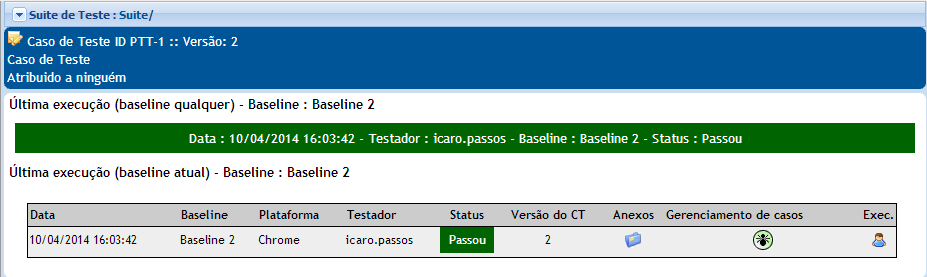 Suite de Teste : Suite/
Caso de Teste ID PTT-1 :: Versão: 2
Caso de Teste
Atribuido a ninguém
Última execução (baseline qualquer) - Baseline : Baseline 2
Data : 10/04/2014 16:03:42 - Testador : icaro.passos - Baseline : Baseline 2 - Status : Passou
Última execução (baseline atual) - Baseline : Baseline 2
Data Baseline Plataforma Testador Status Versão do CT Anexos Gerenciamento de casos Exec.
10/04/2014 16:03:42 Baseline 2 Chrome icaro.passos Passou 2